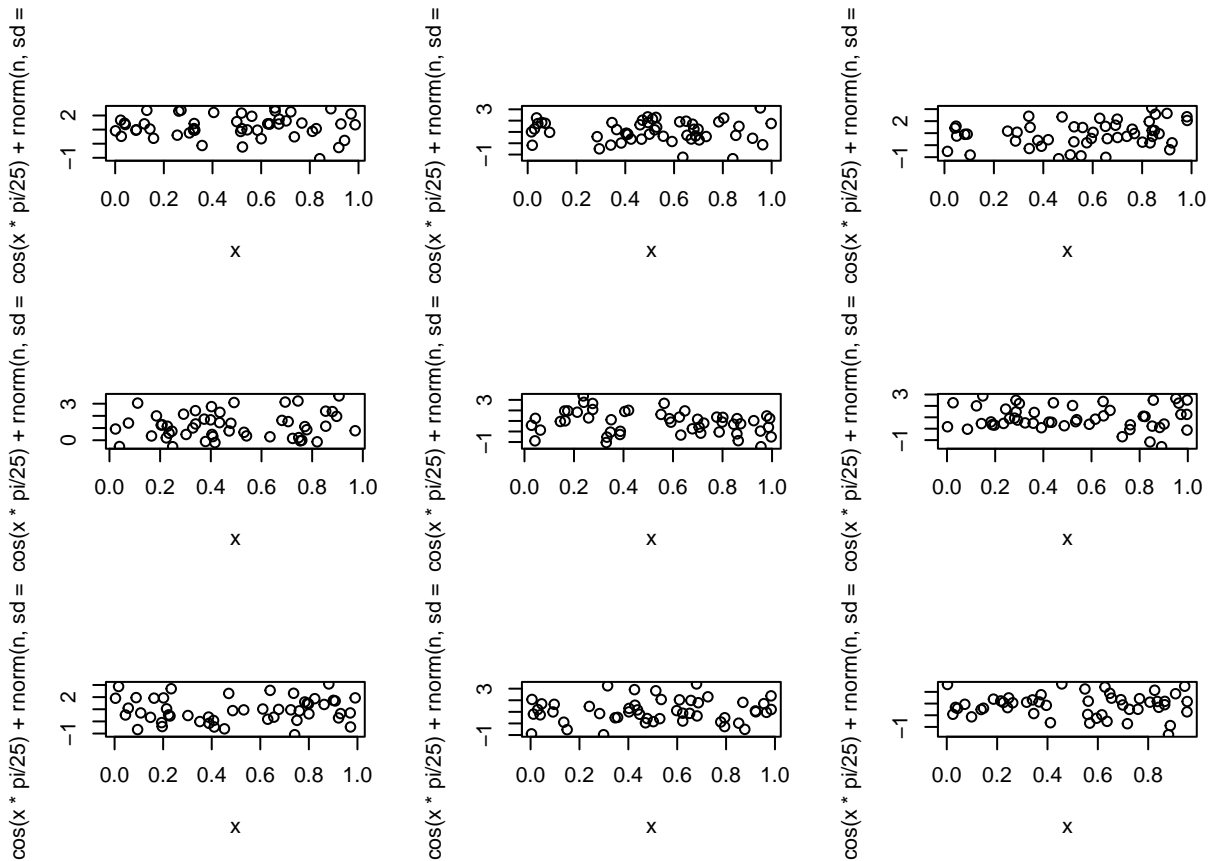 cos(x * pi/25) + rnorm(n, sd =
2
−1
0.0 0.2 0.4 0.6 0.8 1.0
x
cos(x * pi/25) + rnorm(n, sd =
3
−1
0.0 0.2 0.4 0.6 0.8 1.0
x
cos(x * pi/25) + rnorm(n, sd =
2
−1
0.0 0.2 0.4 0.6 0.8 1.0
x
cos(x * pi/25) + rnorm(n, sd =
3
0
0.0 0.2 0.4 0.6 0.8 1.0
x
cos(x * pi/25) + rnorm(n, sd =
3
−1
0.0 0.2 0.4 0.6 0.8 1.0
x
cos(x * pi/25) + rnorm(n, sd =
3
−1
0.0 0.2 0.4 0.6 0.8 1.0
x
cos(x * pi/25) + rnorm(n, sd =
2
−1
0.0 0.2 0.4 0.6 0.8 1.0
x
cos(x * pi/25) + rnorm(n, sd =
3
−1
0.0 0.2 0.4 0.6 0.8 1.0
x
cos(x * pi/25) + rnorm(n, sd =
−1
0.0 0.2 0.4 0.6 0.8
x